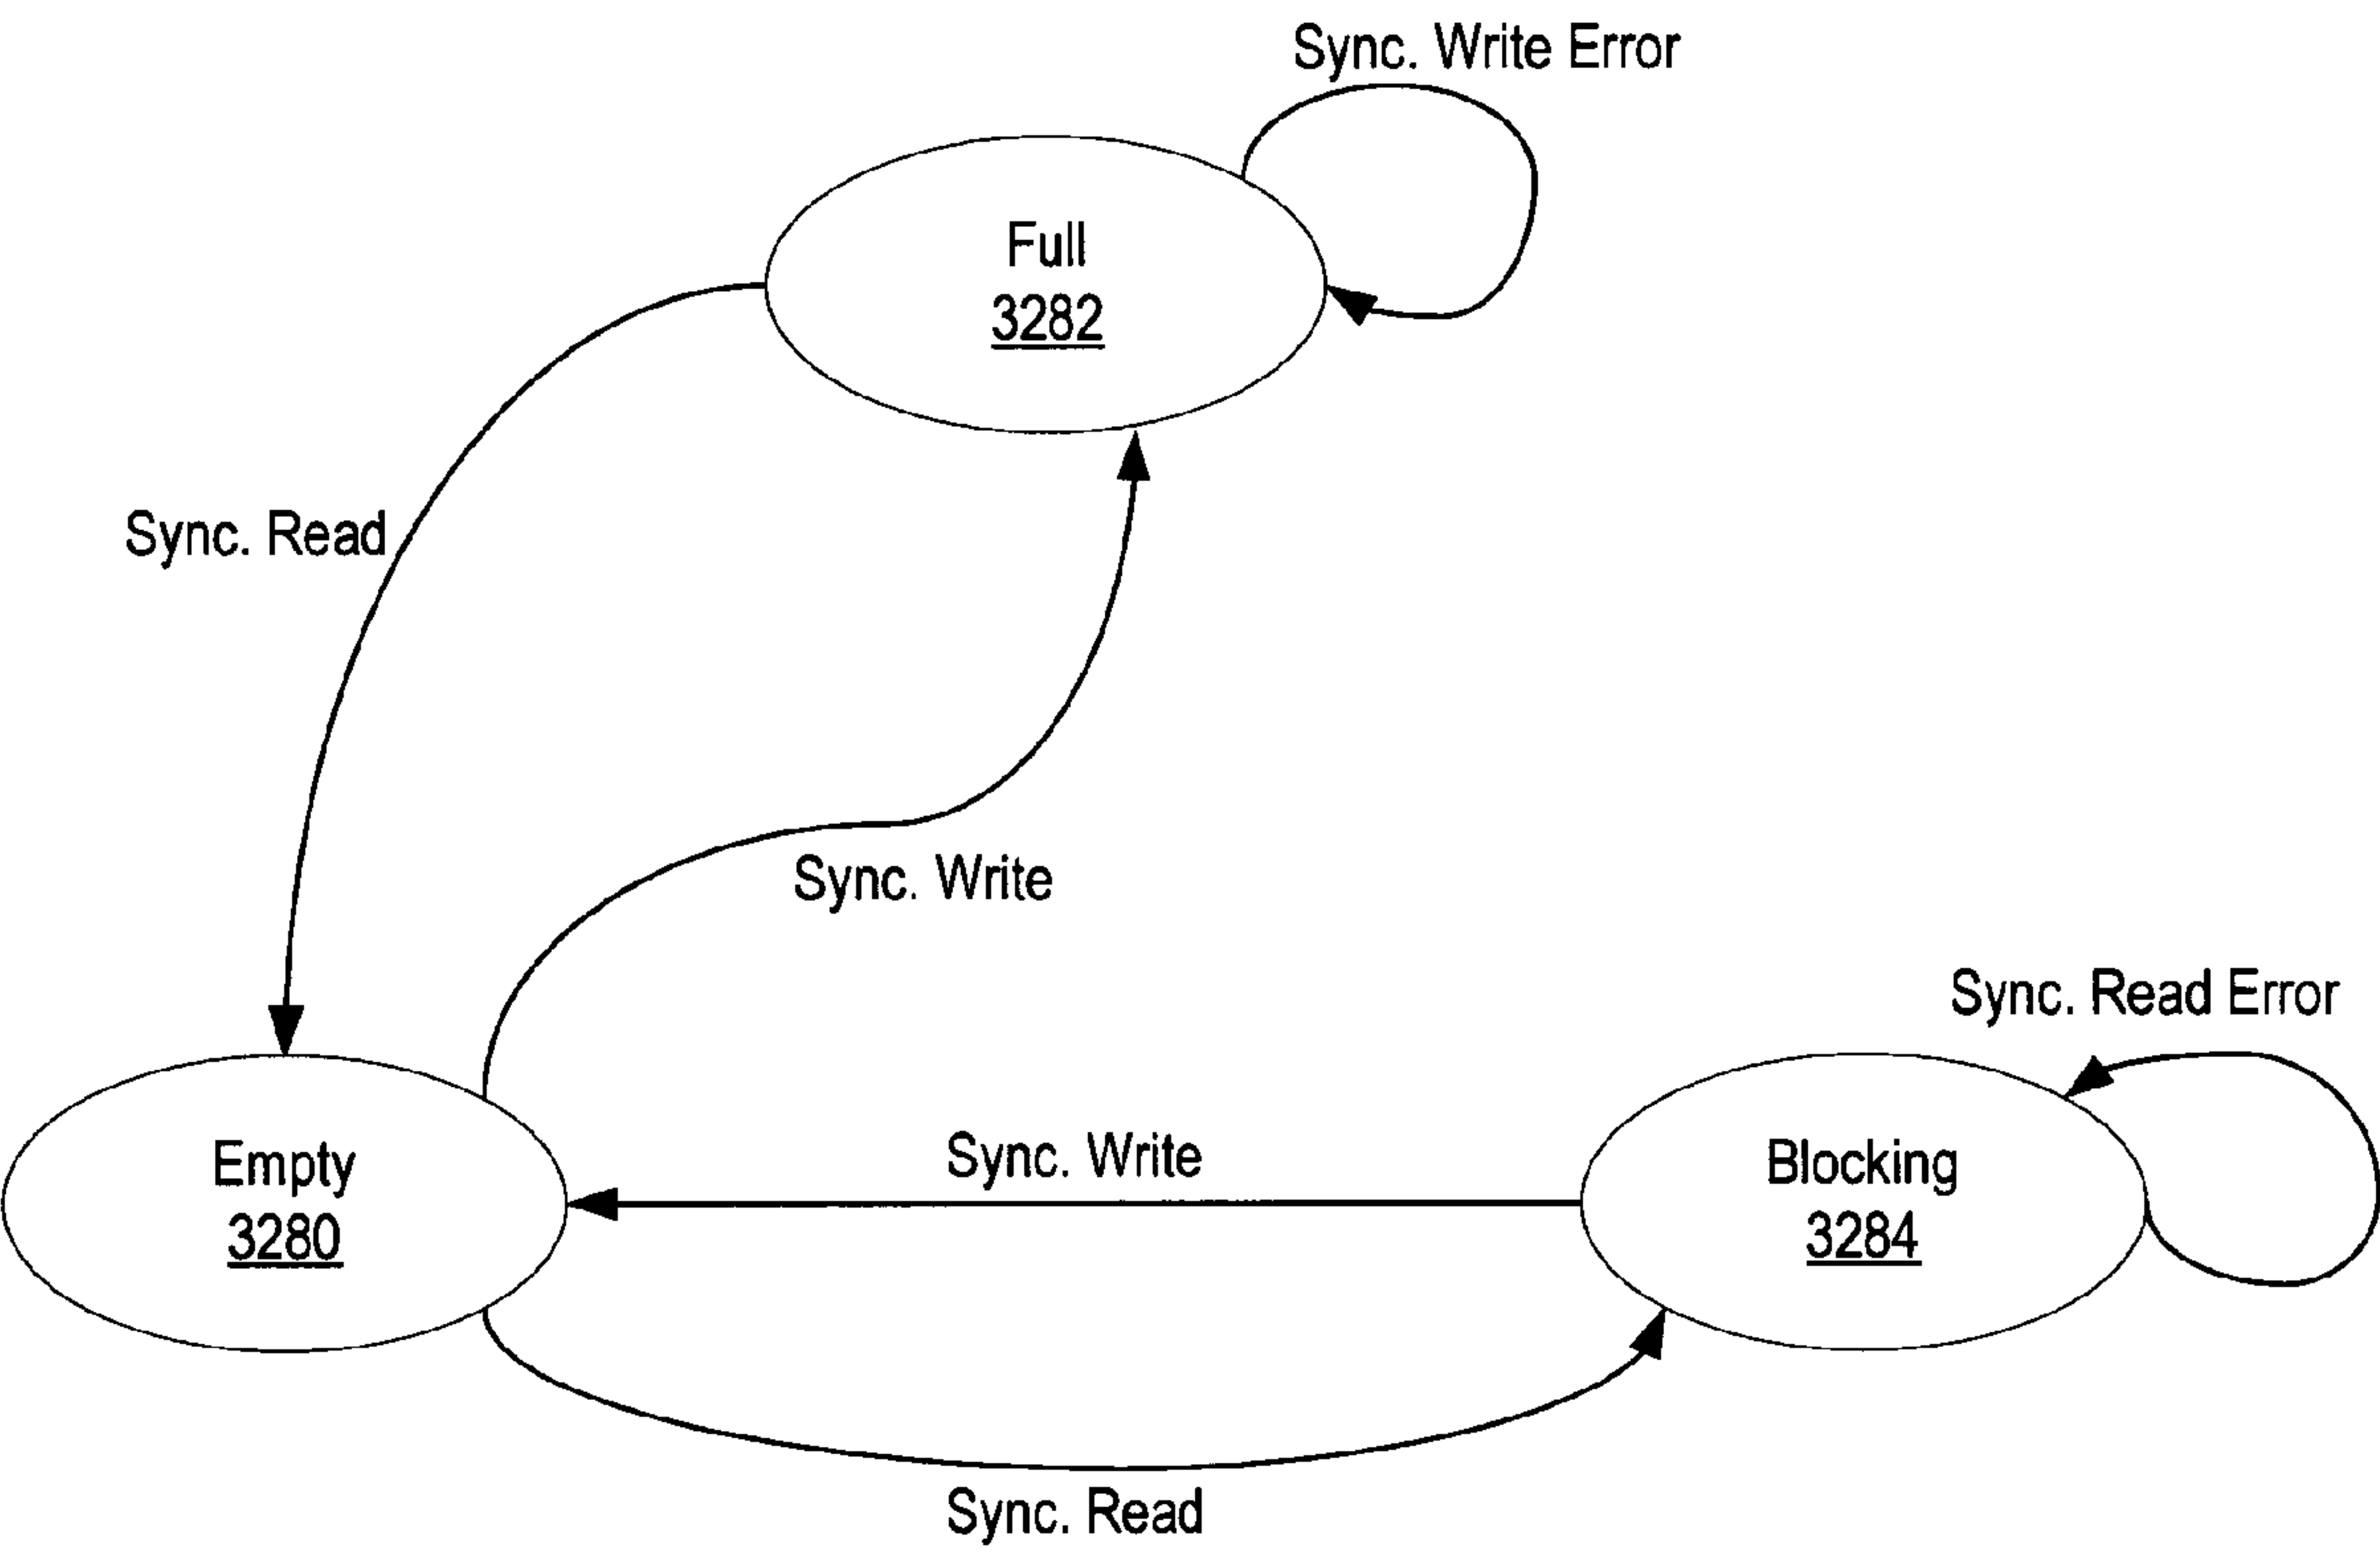 Sync. Write Error
Full
3282
Sync. Read
Sync. Write
Sync. Read Error
Empty
3280
Sync. Write
Blocking
3284
Sync. Read